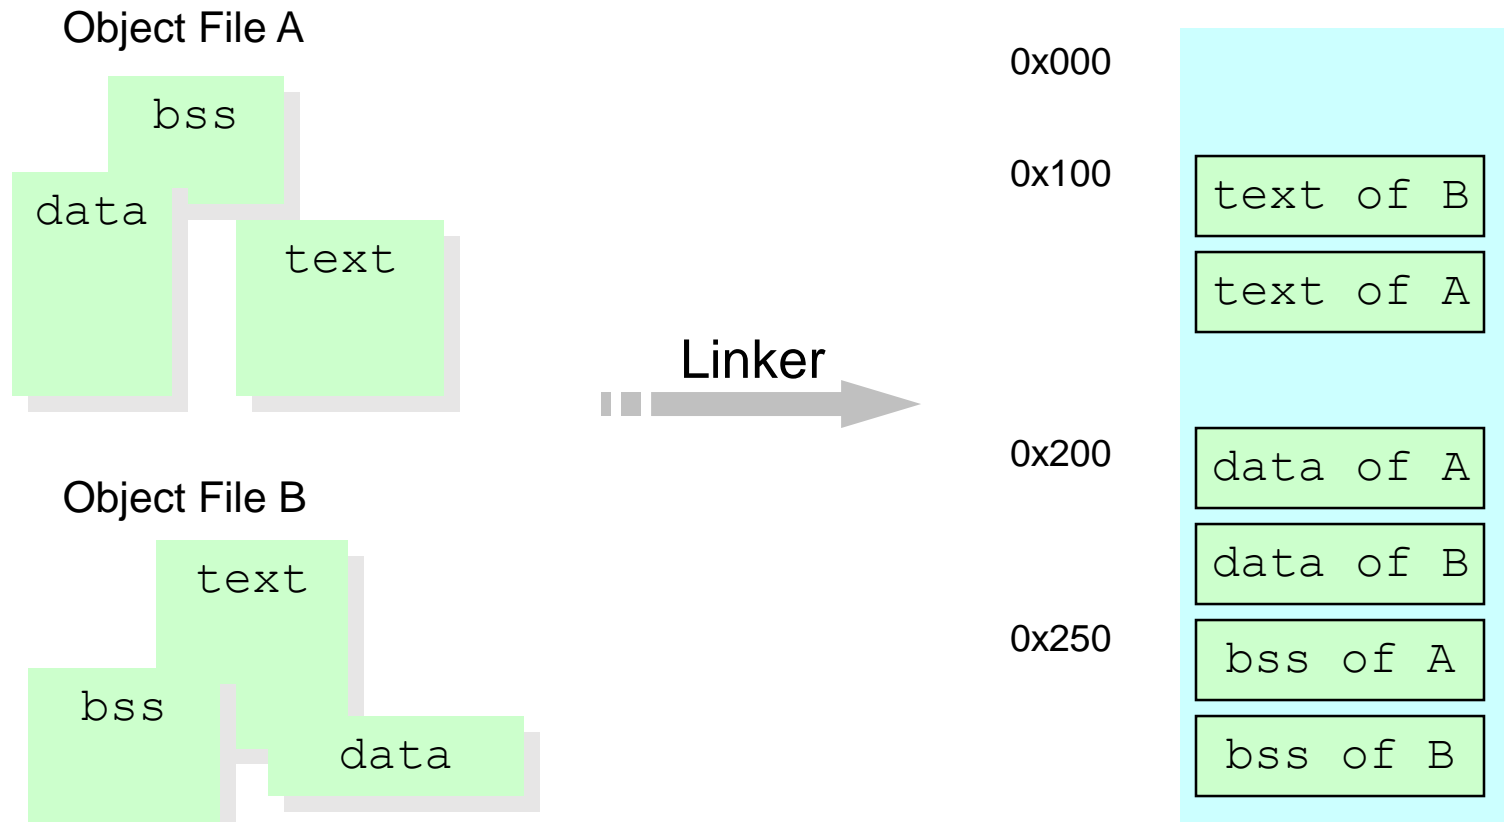 Object File A
bss
data
text
Object File B
text
bss
data
Linker
0x000
0x100
text of B
text of A
0x200
data of A
data of B
0x250
bss of A
bss of B